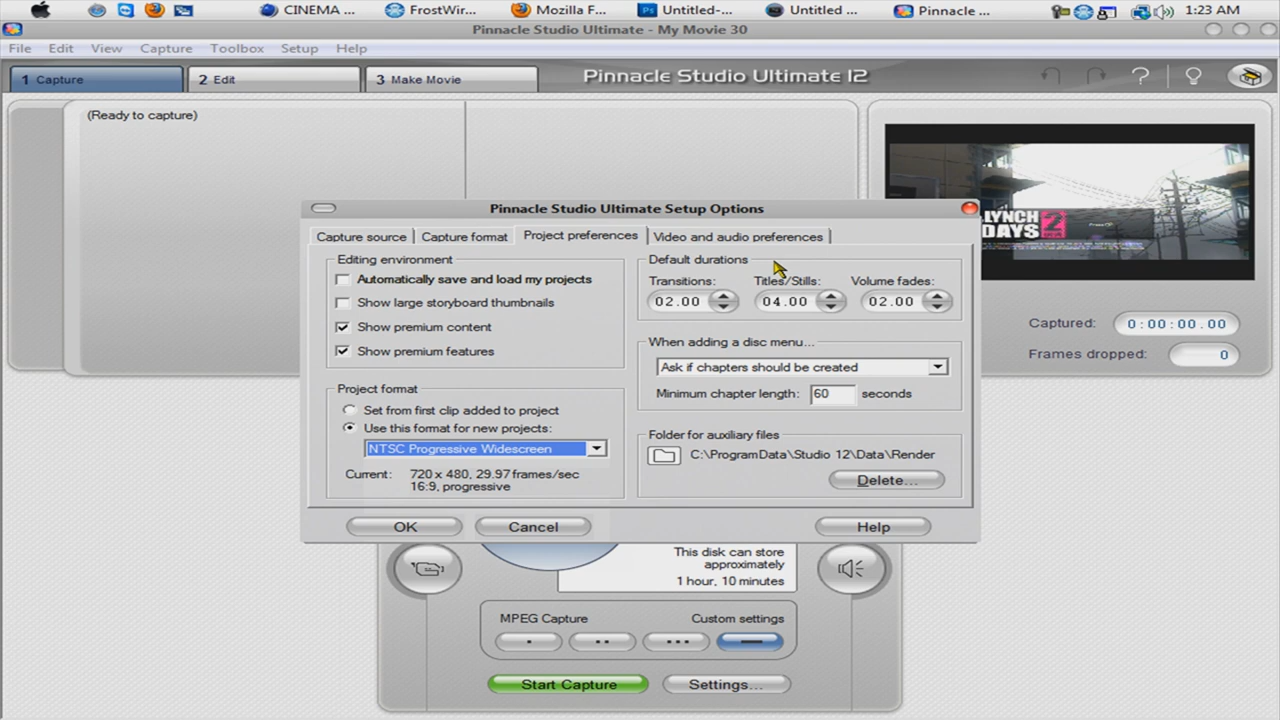 CINEMA ...
FrostWir...
Mozilla F...
Untitled-...
Untitled ...
Pinnacle ...
1:23 AM
Pinnacle Studio Ultimate - My Movie 30
File Edit View Capture Toolbox Setup Help
1 Capture
2 Edit
3 Make Movie
Pinnacle Studio Ultimate 12
(Ready to capture)
LYNCH
DAYS 2
Captured: 0:00:00.00
Frames dropped: 0
Pinnacle Studio Ultimate Setup Options
Capture source
Capture format
Project preferences
Video and audio preferences
Editing environment
Automatically save and load my projects
Show large storyboard thumbnails
Show premium content
Show premium features
Project format
Set from first clip added to project
Use this format for new projects:
NTSC Progressive Widescreen
Current: 720 x 480, 29.97 frames/sec
16:9, progressive
Default durations
Transitions: Titles/Stills: Volume fades:
02.00 04.00 02.00
When adding a disc menu...
Ask if chapters should be created
Minimum chapter length: 60 seconds
Folder for auxiliary files
C:\ProgramData\Studio 12\Data\Render
Delete...
OK
Cancel
Help
This disk can store
approximately
1 hour, 10 minutes
MPEG Capture
Custom settings
Start Capture
Settings...